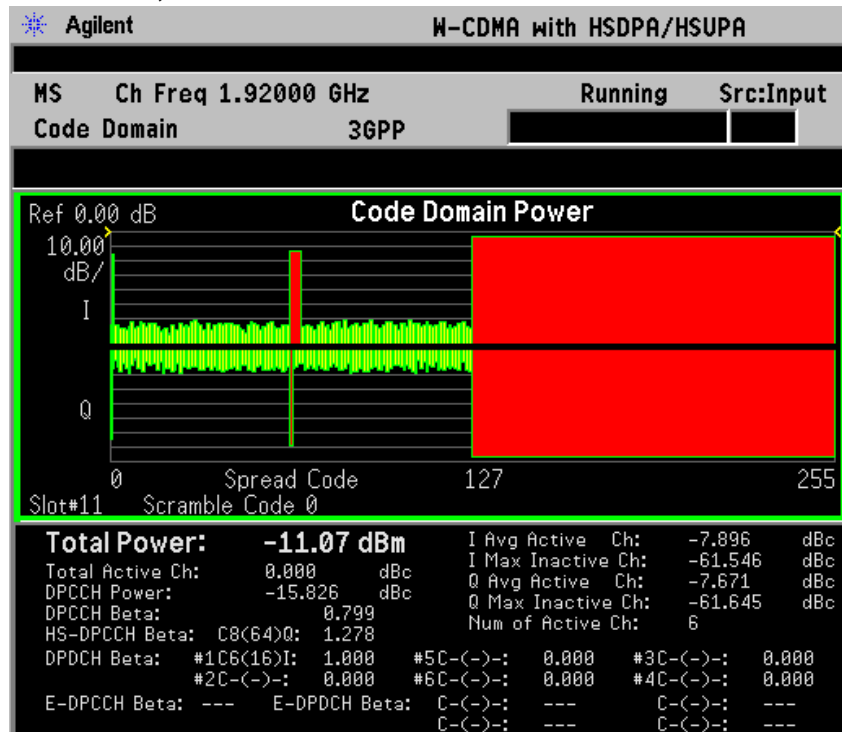 Agilent W-CDMA with HSDPA/HSUPA
MS Ch Freq 1.92000 GHz Running Src:Input
Code Domain 3GPP
Ref 0.00 dB Code Domain Power
10.00
dB/
I
Q
0 Spread Code 127 255
Slot#11 Scramble Code 0
Total Power: -11.07 dBm
Total Active Ch: 0.000 dBc
DPCCH Power: -15.826 dBc
DPCCH Beta: 0.799
HS-DPCCH Beta: C8(64)Q: 1.278
I Avg Active Ch: -7.896 dBc
I Max Inactive Ch: -61.546 dBc
Q Avg Active Ch: -7.671 dBc
Q Max Inactive Ch: -61.645 dBc
Num of Active Ch: 6
DPDCH Beta: #1C6(16)I: 1.000 #5C-(-)-: 0.000 #3C-(-)-: 0.000
#2C-(-)-: 0.000 #6C-(-)-: 0.000 #4C-(-)-: 0.000
E-DPCCH Beta: --- E-DPDCH Beta: C-(-)-: --- C-(-)-: ---
C-(-)-: --- C-(-)-: ---